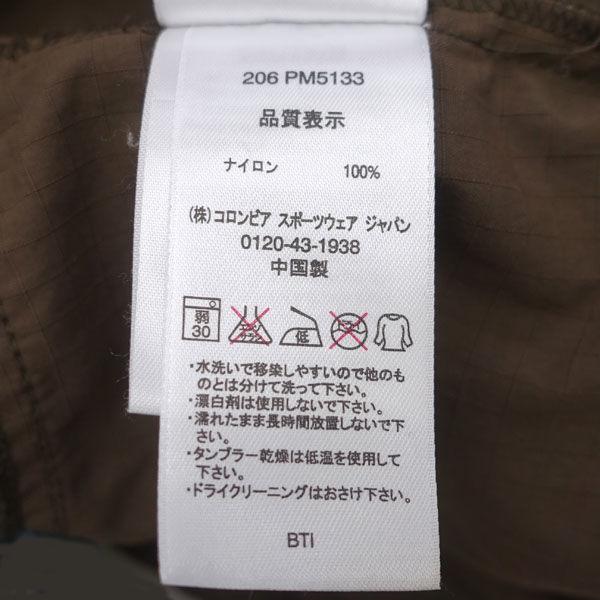 206 PM5133
品質表示
ナイロン 100%
(株)コロンビア スポーツウェア ジャパン
0120-43-1938
中国製
弱
30
エンソ
サラシ
低
・水洗いで移染しやすいので他のも
のとは分けて洗って下さい。
・漂白剤は使用しないで下さい。
・濡れたまま長時間放置しないで下
さい。
・タンブラー乾燥は低温を使用して
下さい。
・ドライクリーニングはおさけ下さい。
BTI